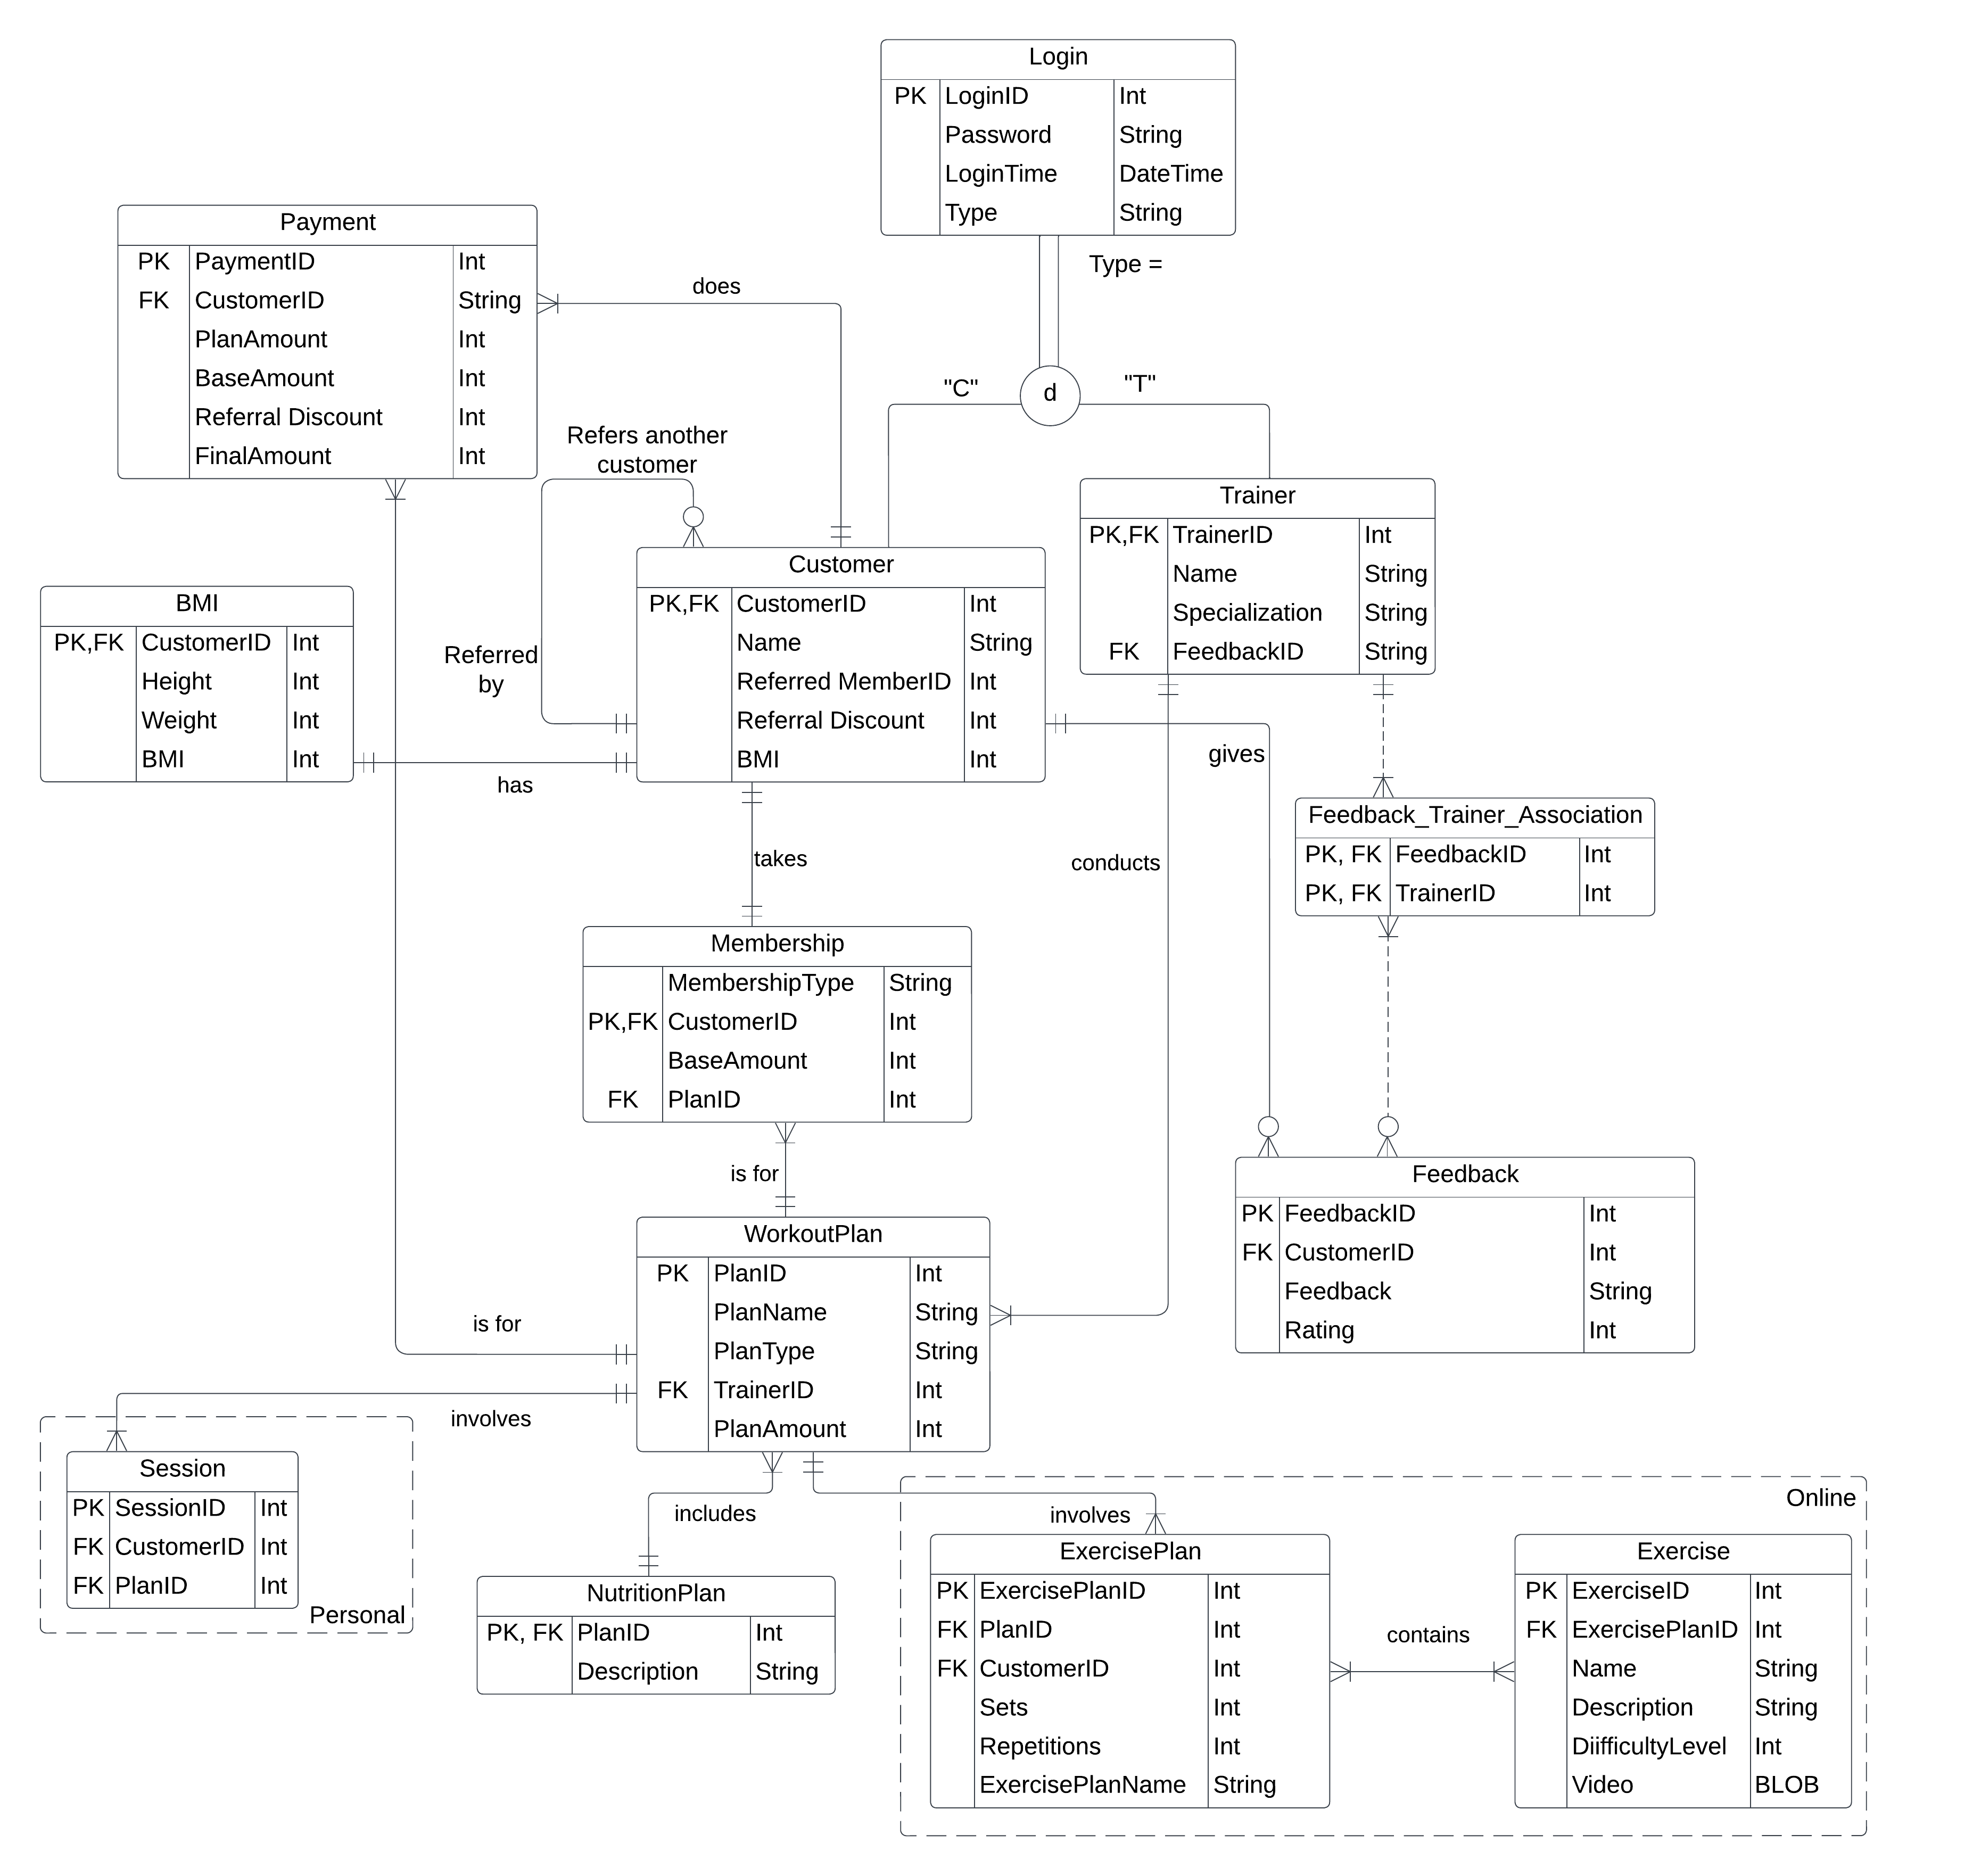 Login
PK LoginID Int
Password String
LoginTime DateTime
Type String
Type =
"C"
d
"T"
Payment
PK PaymentID Int
FK CustomerID String
PlanAmount Int
BaseAmount Int
Referral Discount Int
FinalAmount Int
does
Refers another
customer
Referred
by
Trainer
PK,FK TrainerID Int
Name String
Specialization String
FK FeedbackID String
Customer
PK,FK CustomerID Int
Name String
Referred MemberID Int
Referral Discount Int
BMI Int
BMI
PK,FK CustomerID Int
Height Int
Weight Int
BMI Int
has
gives
takes
conducts
Feedback_Trainer_Association
PK, FK FeedbackID Int
PK, FK TrainerID Int
Membership
MembershipType String
PK,FK CustomerID Int
BaseAmount Int
FK PlanID Int
is for
Feedback
PK FeedbackID Int
FK CustomerID Int
Feedback String
Rating Int
WorkoutPlan
PK PlanID Int
PlanName String
PlanType String
FK TrainerID Int
PlanAmount Int
is for
involves
Session
PK SessionID Int
FK CustomerID Int
FK PlanID Int
Personal
includes
NutritionPlan
PK, FK PlanID Int
Description String
involves
Online
ExercisePlan
PK ExercisePlanID Int
FK PlanID Int
FK CustomerID Int
Sets Int
Repetitions Int
ExercisePlanName String
contains
Exercise
PK ExerciseID Int
FK ExercisePlanID Int
Name String
Description String
DiifficultyLevel Int
Video BLOB